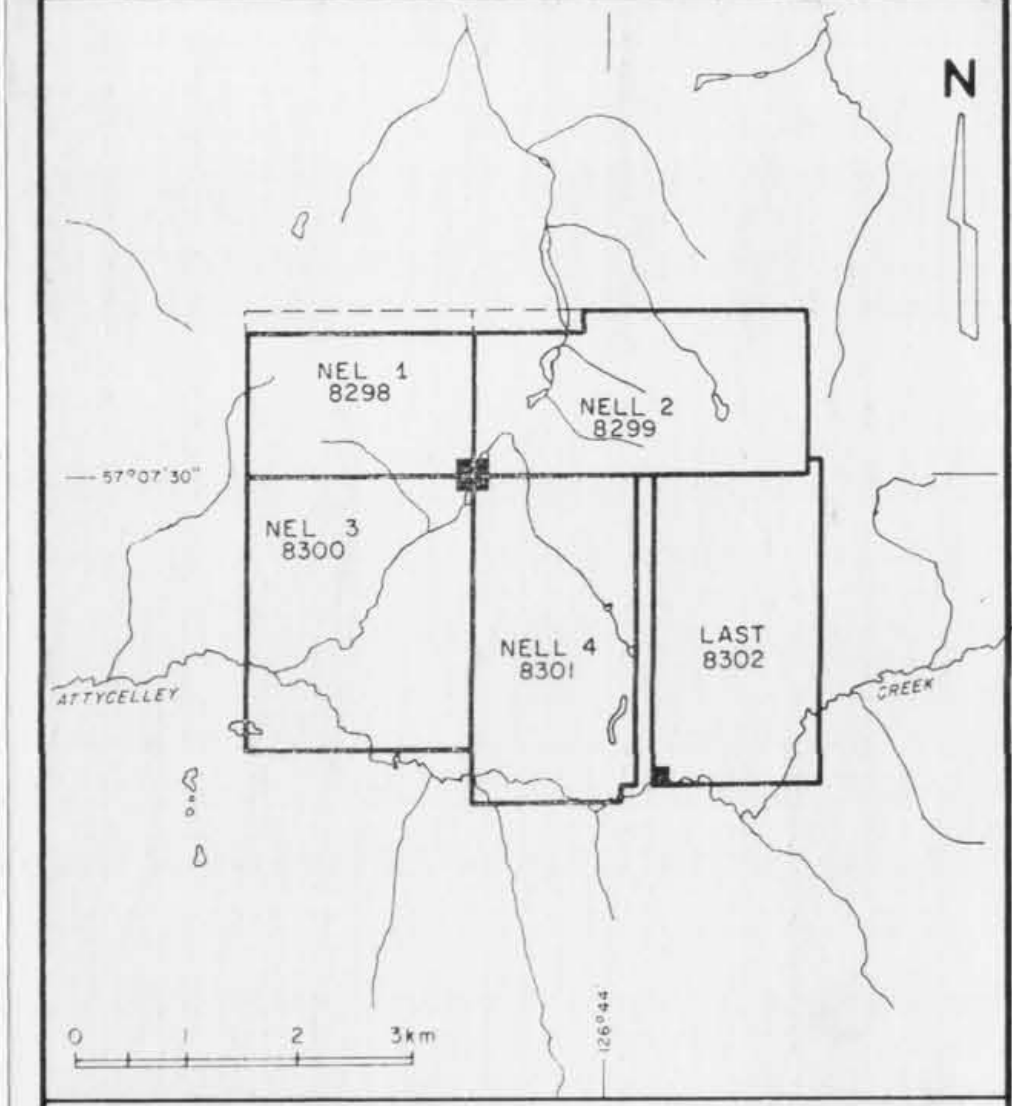 N
NEL 1
8298
NELL 2
8299
57°07'30"
NEL 3
8300
NELL 4
8301
LAST
8302
ATTYCELLEY
CREEK
0 1 2 3km
126°44'